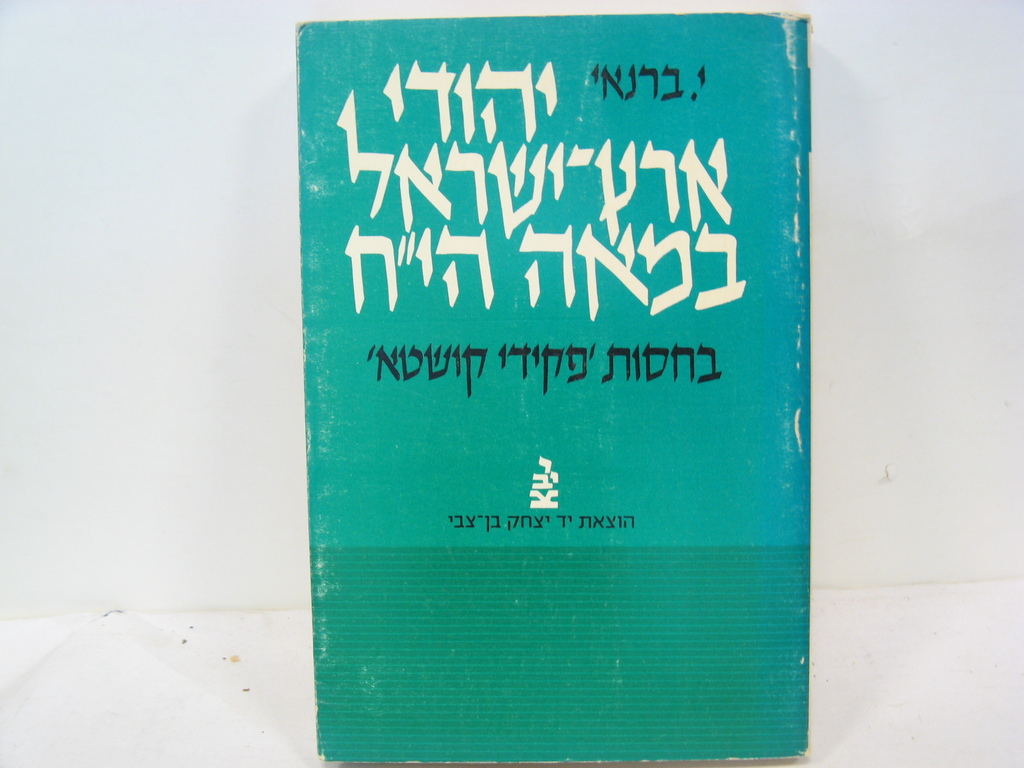 י. ברנאי
יהודי
ארץ־ישראל
במאה הי״ח
בחסות ׳פקידי קושטא׳
הוצאת יד יצחק בן־צבי